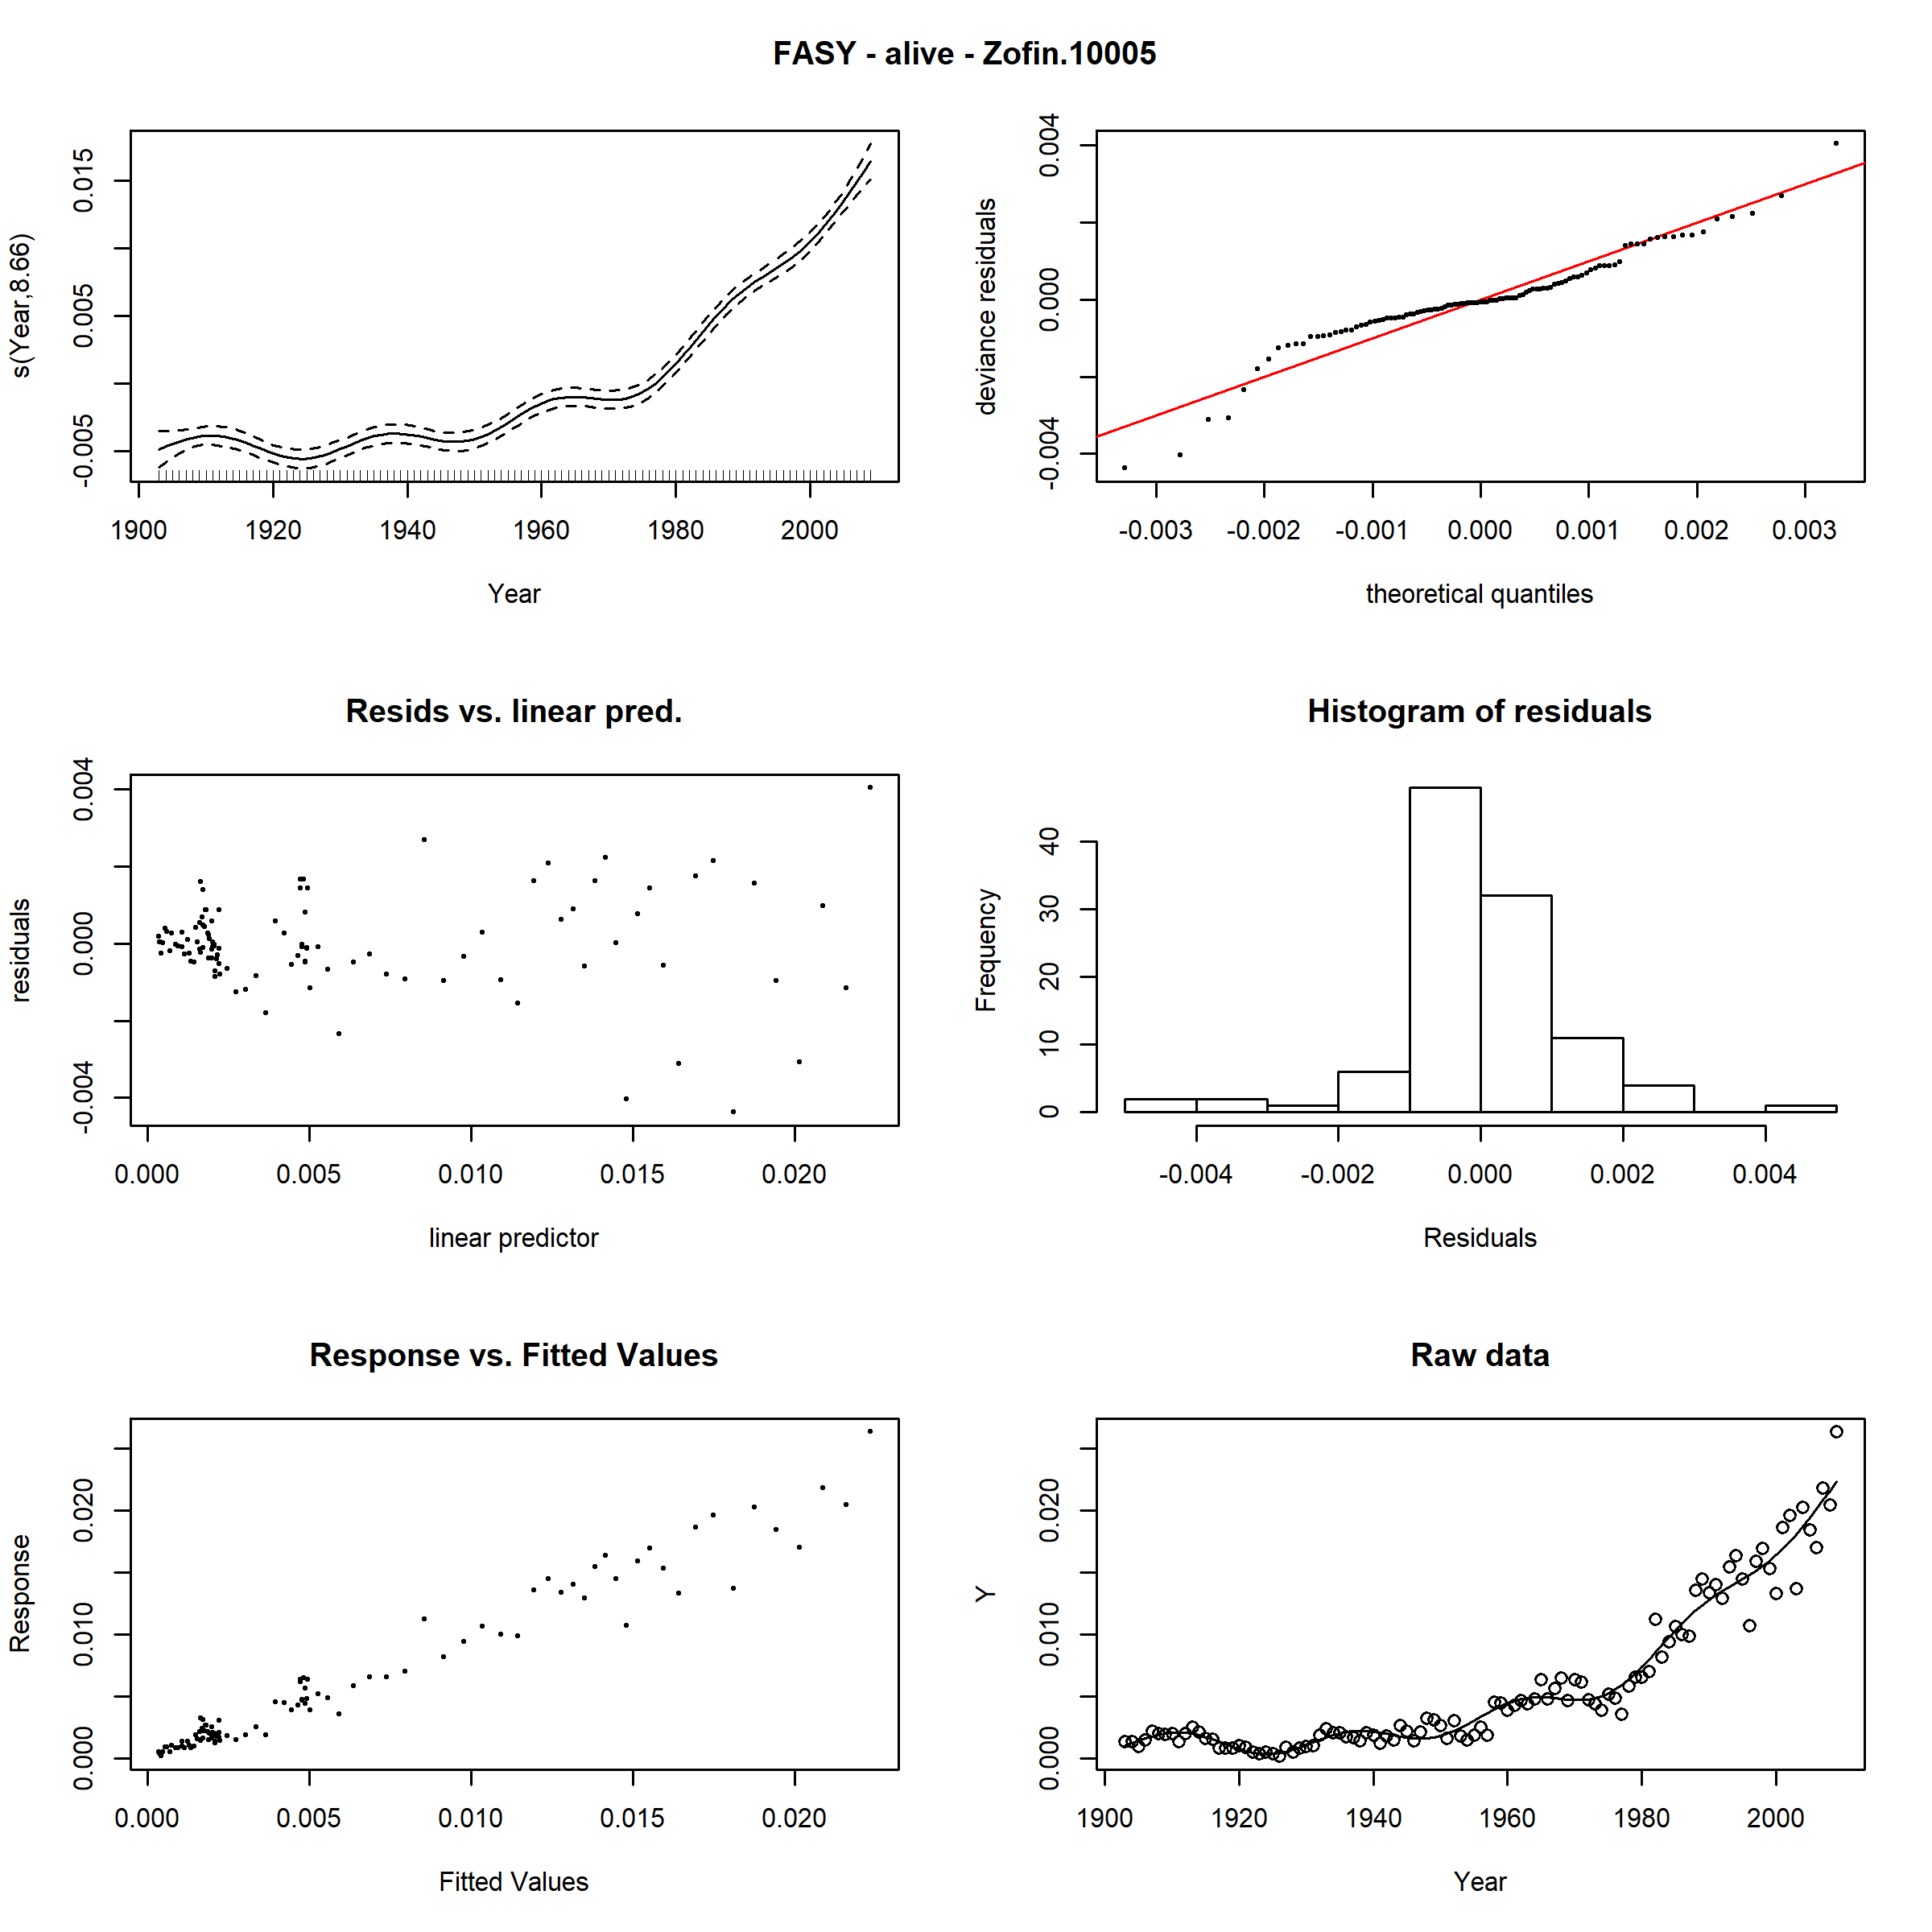 FASY - alive - Zofin.10005
s(Year,8.66)
-0.005 0.005 0.015
1900 1920 1940 1960 1980 2000
Year
deviance residuals
-0.004 0.000 0.004
-0.003 -0.002 -0.001 0.000 0.001 0.002 0.003
theoretical quantiles
Resids vs. linear pred.
residuals
-0.004 0.000 0.004
0.000 0.005 0.010 0.015 0.020
linear predictor
Histogram of residuals
Frequency
0 10 20 30 40
-0.004 -0.002 0.000 0.002 0.004
Residuals
Response vs. Fitted Values
Response
0.000 0.010 0.020
0.000 0.005 0.010 0.015 0.020
Fitted Values
Raw data
Y
0.000 0.010 0.020
1900 1920 1940 1960 1980 2000
Year